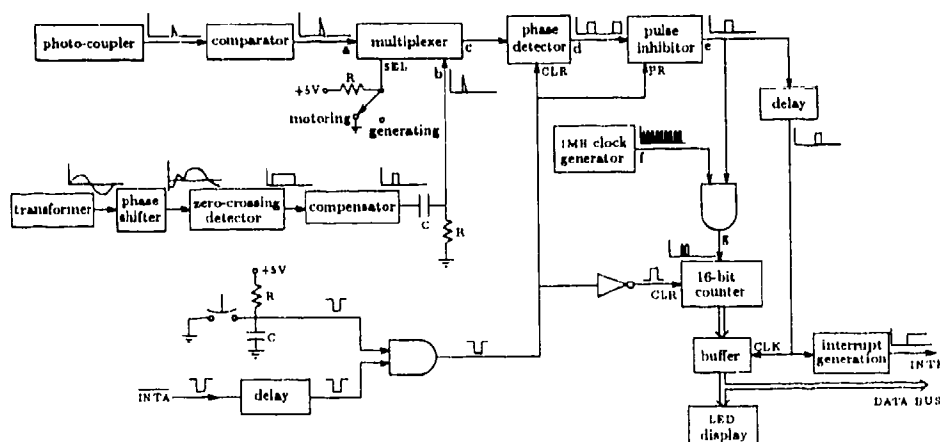 photo-coupler
comparator
a
multiplexer
c
SEL
b
phase
detector
d
CLR
pulse
inhibitor
e
PR
delay
+5V
R
motoring
generating
1MH clock
generator
f
transformer
phase
shifter
zero-crossing
detector
compensator
C
R
g
+5V
R
C
CLR
16-bit
counter
INTA
delay
buffer
CLK
interrupt
generation
INTR
DATA BUS
LED
display